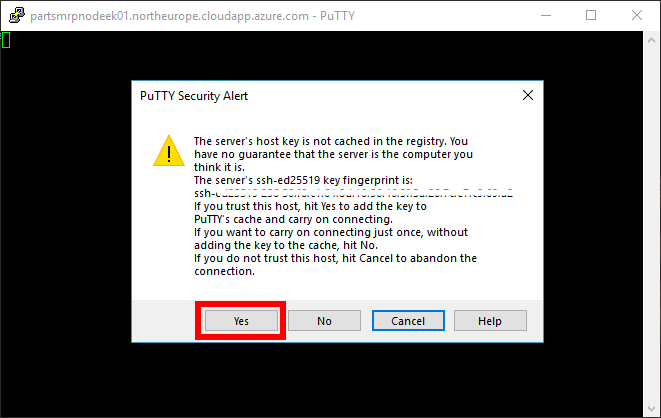 partsmrpnodeek01.northeurope.cloudapp.azure.com - PuTTY
PuTTY Security Alert
The server's host key is not cached in the registry. You
have no guarantee that the server is the computer you
think it is.
The server's ssh-ed25519 key fingerprint is:
If you trust this host, hit Yes to add the key to
PuTTY's cache and carry on connecting.
If you want to carry on connecting just once, without
adding the key to the cache, hit No.
If you do not trust this host, hit Cancel to abandon the
connection.
Yes
No
Cancel
Help